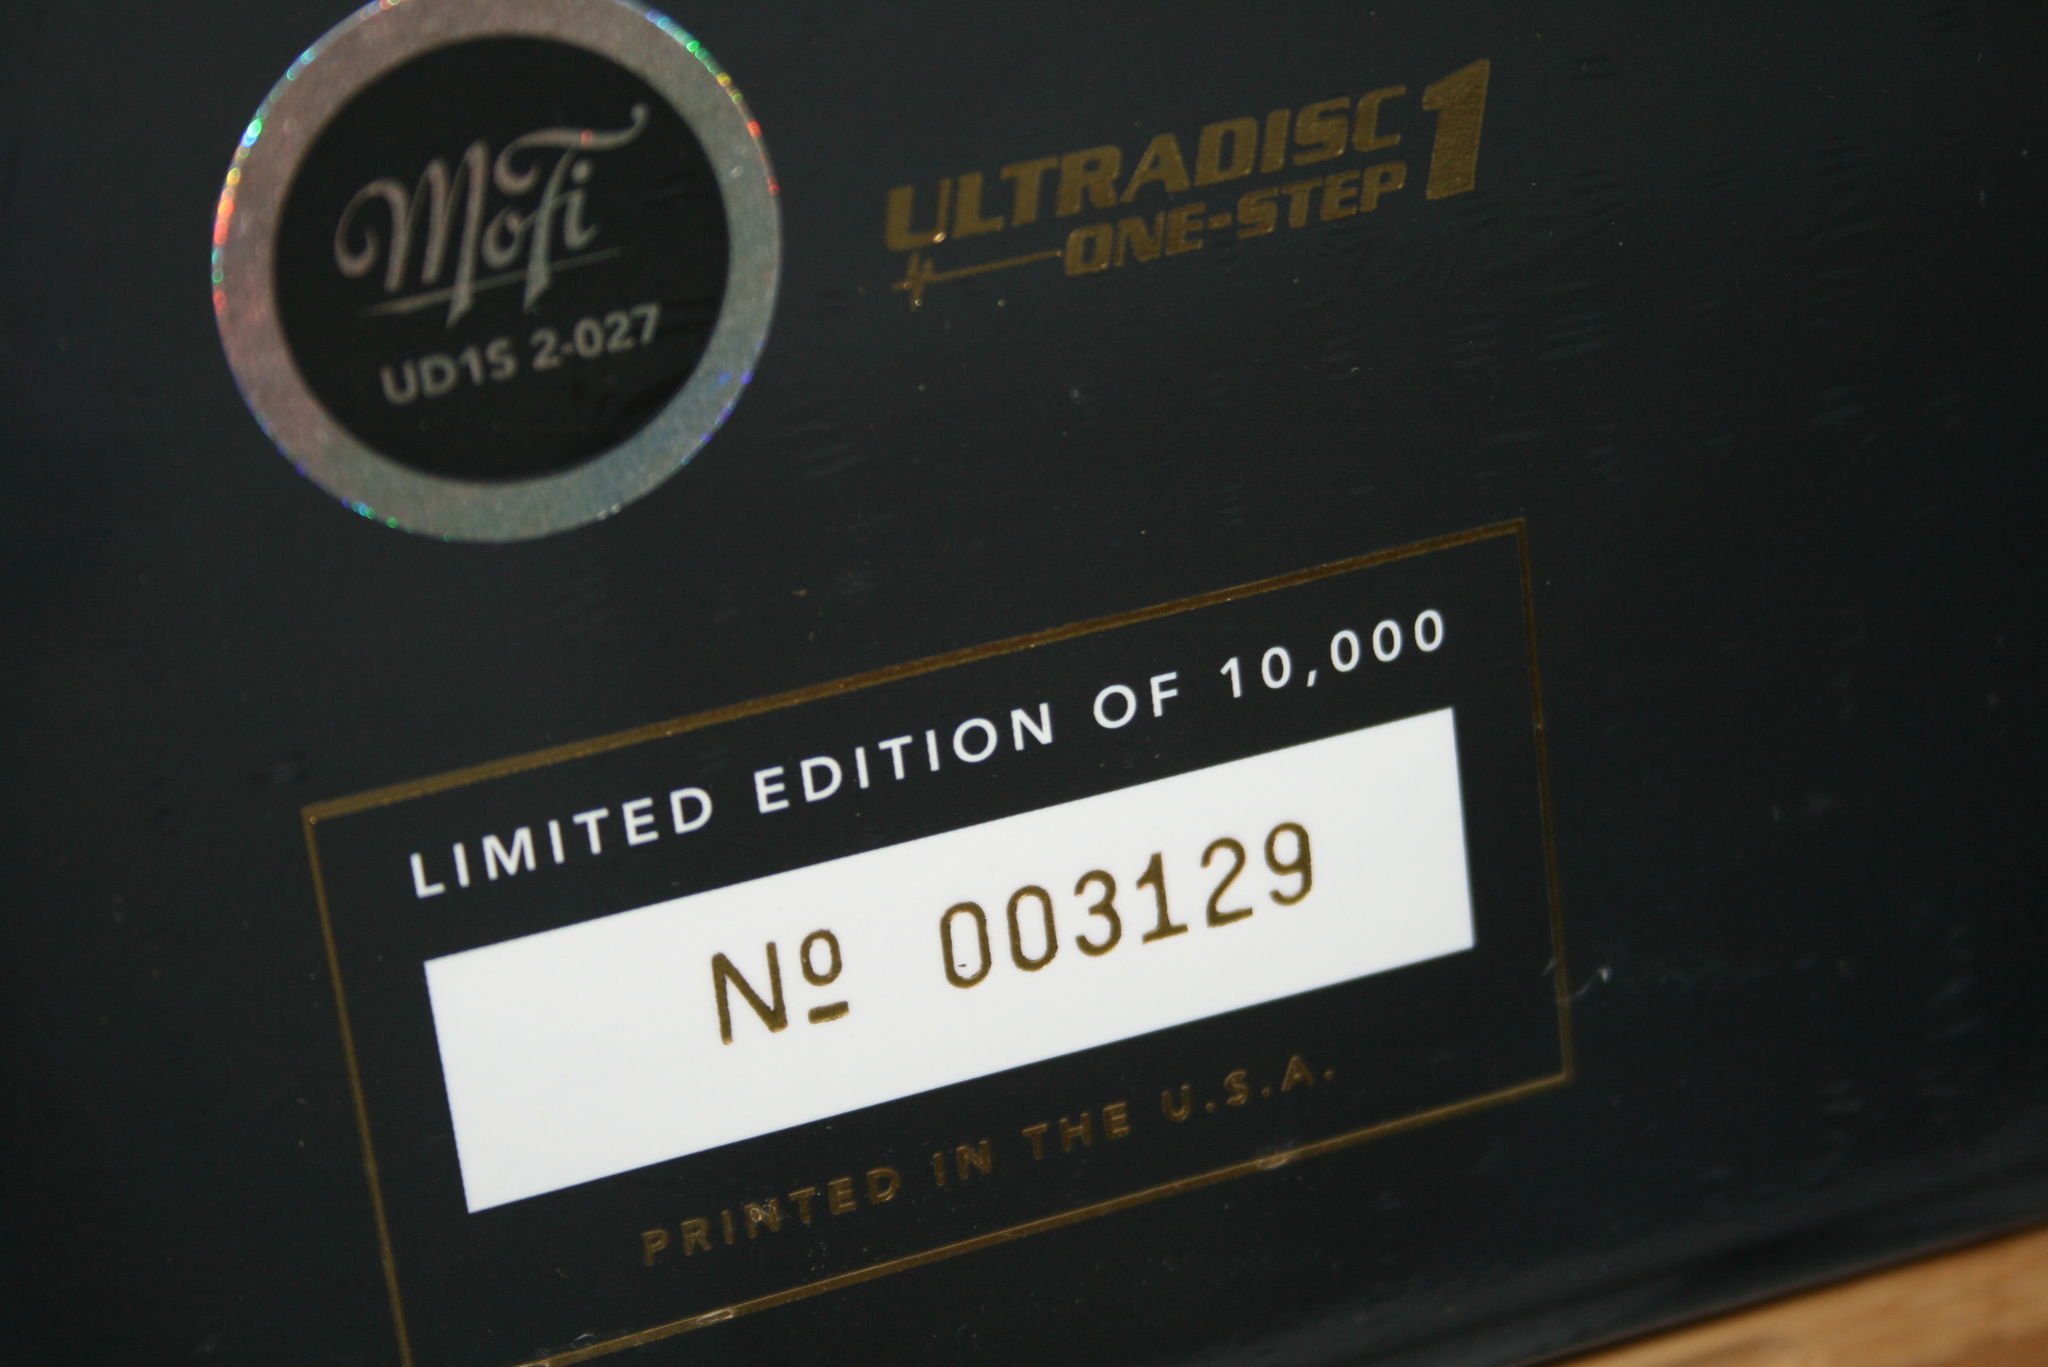 MoFi
UD1S 2-027
ULTRADISC 1
ONE-STEP
LIMITED EDITION OF 10,000
Nº 003129
PRINTED IN THE U.S.A.